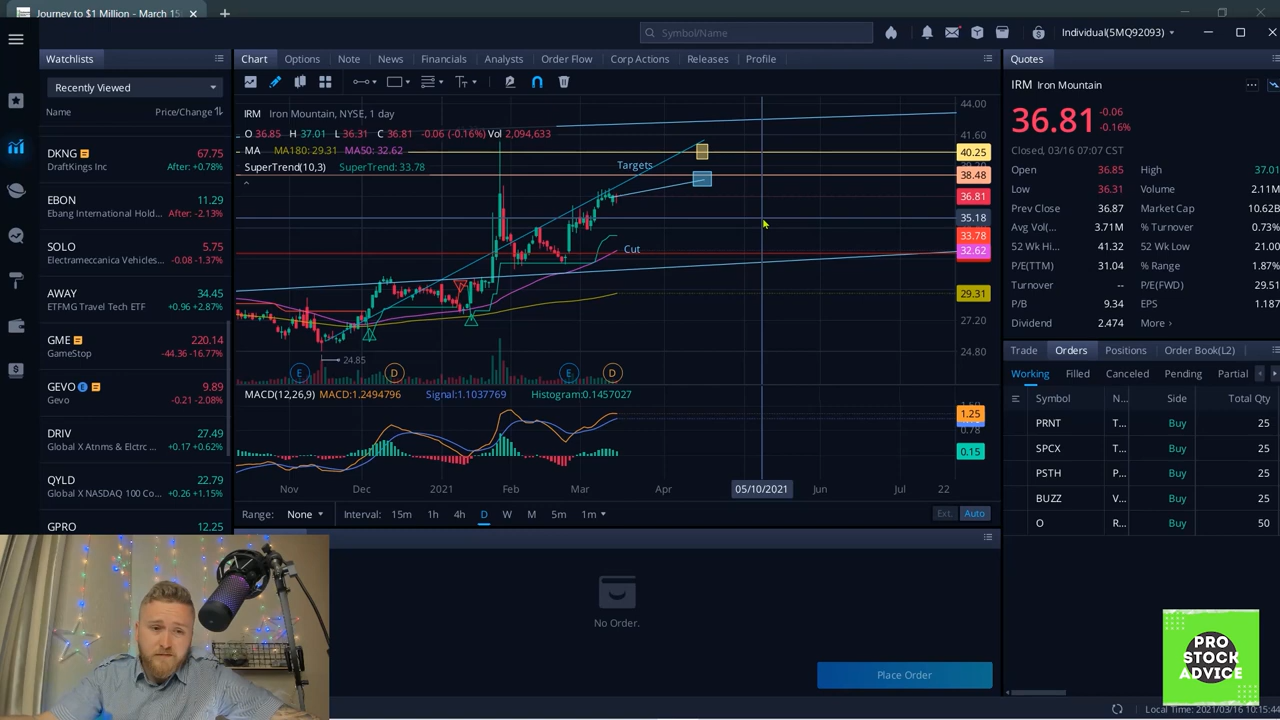 Journey to $1 Million - March 15
Symbol/Name
Individual(5MQ92093)
Watchlists
Recently Viewed
Name Price/Change
DKNG 67.75
DraftKings Inc After: +0.78%
EBON 11.29
Ebang International Hold... After: -2.13%
SOLO 5.75
Electrameccanica Vehicles... -0.08 -1.37%
AWAY 34.45
ETFMG Travel Tech ETF +0.96 +2.87%
GME 220.14
GameStop -44.36 -16.77%
GEVO 9.89
Gevo -0.21 -2.08%
DRIV 27.49
Global X Atnms & Elctrc ... +0.17 +0.62%
QYLD 22.79
Global X NASDAQ 100 Co... +0.26 +1.15%
GPRO 12.25
Chart Options Note News Financials Analysts Order Flow Corp Actions Releases Profile
IRM Iron Mountain, NYSE, 1 day
O 36.85 H 37.01 L 36.31 C 36.81 -0.06 (-0.16%) Vol 2,094,633
MA MA180: 29.31 MA50: 32.62
SuperTrend(10,3) SuperTrend: 33.78
Targets
Cut
24.85
E D E D
44.00
41.60
40.25
38.48
36.81
35.18
33.78
32.62
29.31
27.20
24.80
MACD(12,26,9) MACD:1.2494796 Signal:1.1037769 Histogram:0.1457027
1.25
0.78
0.15
Nov Dec 2021 Feb Mar Apr 05/10/2021 Jun Jul 22
Range: None Interval: 15m 1h 4h D W M 5m 1m Ext. Auto
No Order.
Place Order
Quotes
IRM Iron Mountain
36.81 -0.06
-0.16%
Closed, 03/16 07:07 CST
Open 36.85 High 37.01
Low 36.31 Volume 2.11M
Prev Close 36.87 Market Cap 10.62B
Avg Vol(... 3.71M % Turnover 0.73%
52 Wk Hi... 41.32 52 Wk Low 21.00
P/E(TTM) 31.04 % Range 1.87%
Turnover -- P/E(FWD) 29.51
P/B 9.34 EPS 1.187
Dividend 2.474 More
Trade Orders Positions Order Book(L2)
Working Filled Canceled Pending Partial
Symbol N... Side Total Qty
PRNT T... Buy 25
SPCX T... Buy 25
PSTH T... Buy 25
BUZZ V... Buy 25
O R... Buy 50
PRO
STOCK
ADVICE
Local Time: 2021/03/16 10:15:44